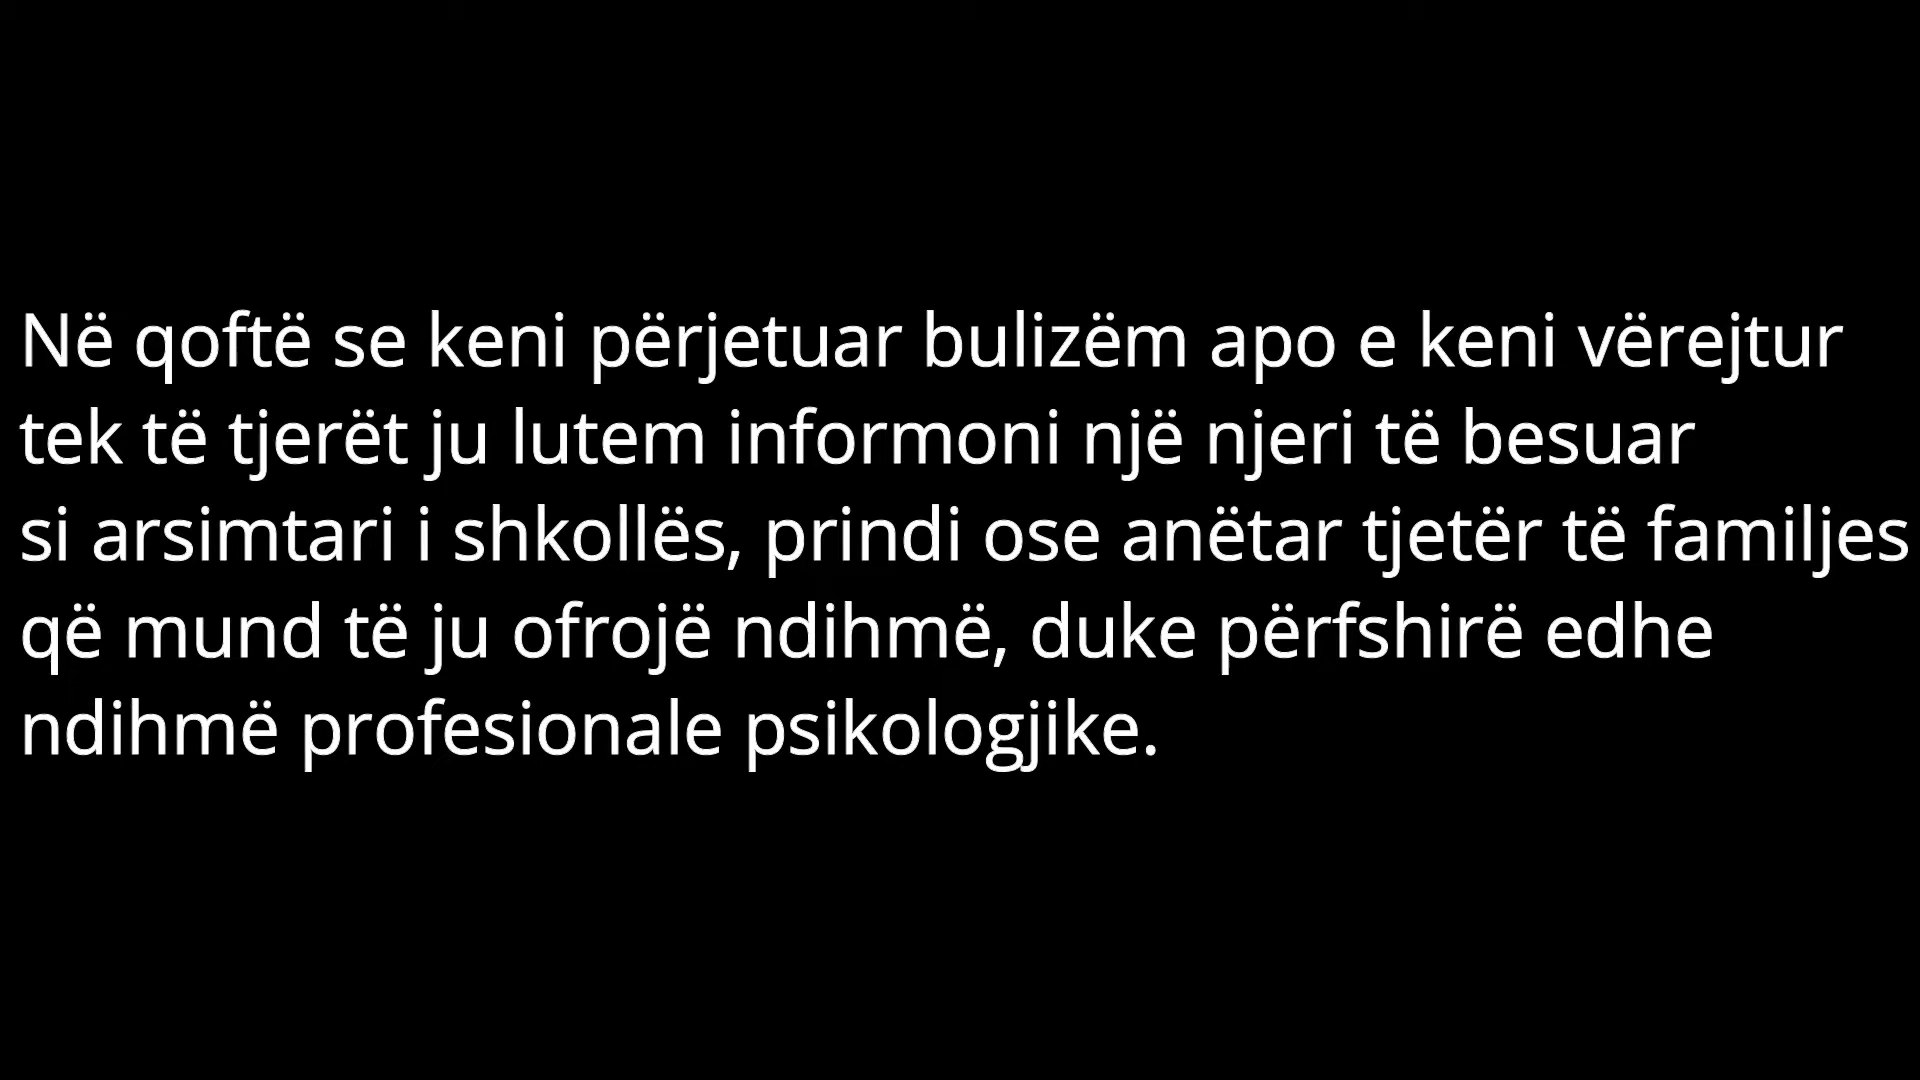 Në qoftë se keni përjetuar bulizëm apo e keni vërejtur
tek të tjerët ju lutem informoni një njeri të besuar
si arsimtari i shkollës, prindi ose anëtar tjetër të familjes
që mund të ju ofrojë ndihmë, duke përfshirë edhe
ndihmë profesionale psikologjike.